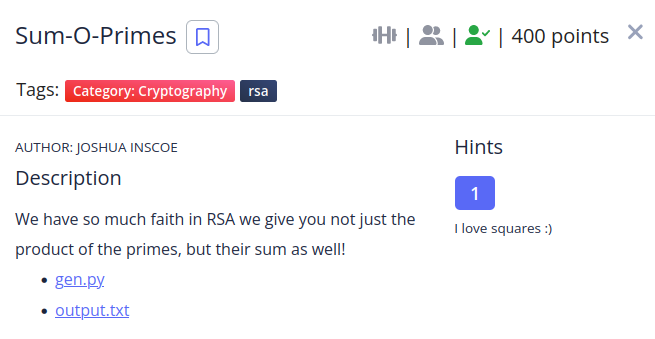 Sum-O-Primes
| | | 400 points
Tags: Category: Cryptography rsa
AUTHOR: JOSHUA INSCOE
Hints
Description
1
We have so much faith in RSA we give you not just the
I love squares :)
product of the primes, but their sum as well!
• gen.py
• output.txt